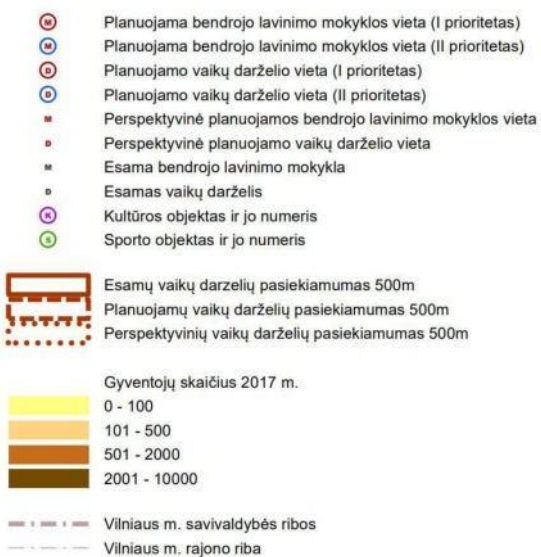 M Planuojama bendrojo lavinimo mokyklos vieta (I prioritetas)
M Planuojama bendrojo lavinimo mokyklos vieta (II prioritetas)
D Planuojamo vaikų darželio vieta (I prioritetas)
D Planuojamo vaikų darželio vieta (II prioritetas)
M Perspektyvinė planuojamos bendrojo lavinimo mokyklos vieta
D Perspektyvinė planuojamo vaikų darželio vieta
M Esama bendrojo lavinimo mokykla
D Esamas vaikų darželis
K Kultūros objektas ir jo numeris
S Sporto objektas ir jo numeris
Esamų vaikų darzelių pasiekiamumas 500m
Planuojamų vaikų darželių pasiekiamumas 500m
Perspektyvinių vaikų darželių pasiekiamumas 500m
Gyventojų skaičius 2017 m.
0 - 100
101 - 500
501 - 2000
2001 - 10000
Vilniaus m. savivaldybės ribos
Vilniaus m. rajono riba